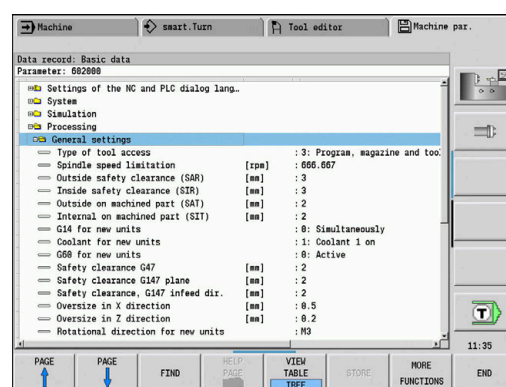 Machine
smart.Turn
Tool editor
Machine par.
Data record: Basic data
Parameter: 602000
Settings of the NC and PLC dialog lang…
System
Simulation
Processing
General settings
Type of tool access : 3: Program, magazine and tool
Spindle speed limitation [rpm] : 666.667
Outside safety clearance (SAR) [mm] : 3
Inside safety clearance (SIR) [mm] : 3
Outside on machined part (SAT) [mm] : 2
Internal on machined part (SIT) [mm] : 2
G14 for new units : 0: Simultaneously
Coolant for new units : 1: Coolant 1 on
G60 for new units : 0: Active
Safety clearance G47 [mm] : 2
Safety clearance G147 plane [mm] : 2
Safety clearance, G147 infeed dir. [mm] : 2
Oversize in X direction [mm] : 0.5
Oversize in Z direction [mm] : 0.2
Rotational direction for new units : M3
T
11:35
PAGE
PAGE
FIND
HELP PAGE
VIEW TABLE TREE
STORE
MORE FUNCTIONS
END